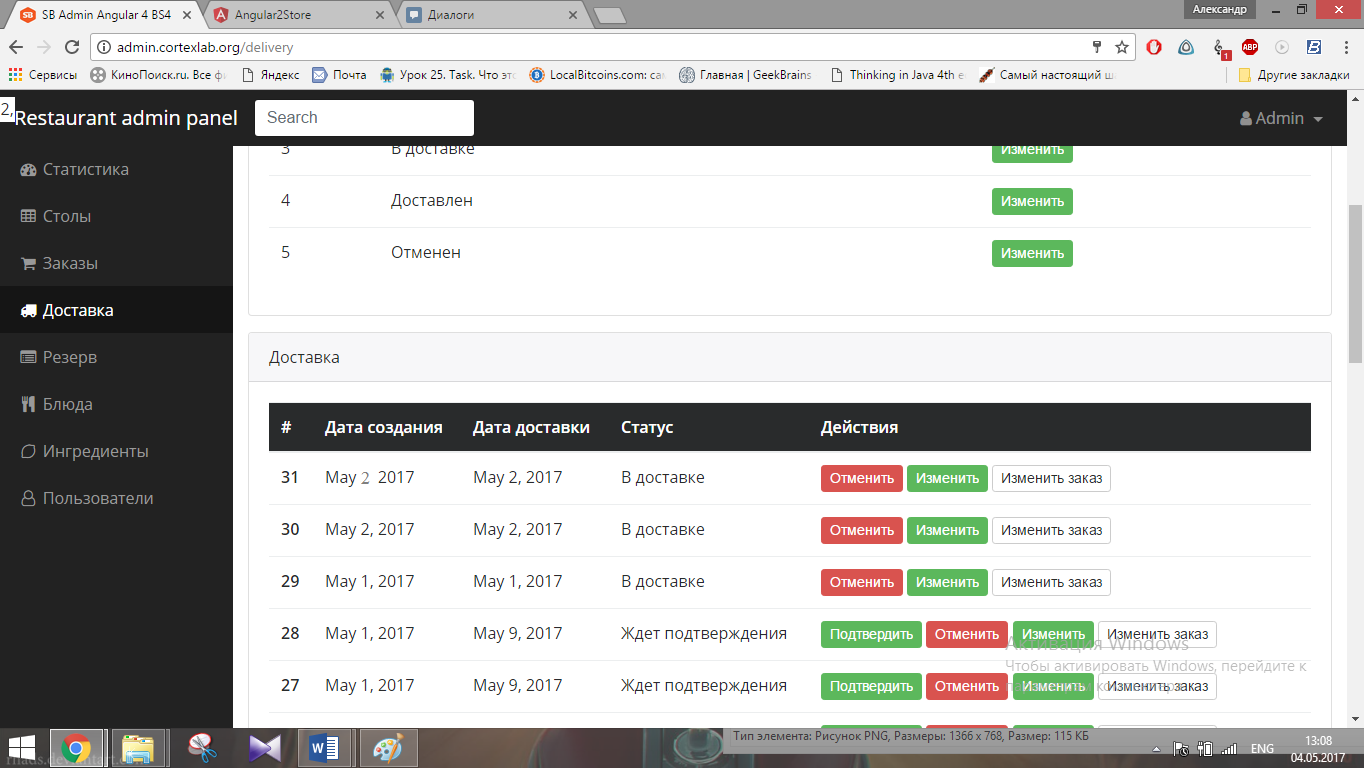 SB Admin Angular 4 BS4
Angular2Store
Диалоги
Александр
admin.cortexlab.org/delivery
1
ABP
Сервисы
КиноПоиск.ru. Все
Яндекс
Почта
Урок 25. Task. Что
LocalBitcoins.com:
Главная | GeekBrains
Thinking in Java 4th
Самый настоящий
Другие закладки
2,
Restaurant admin panel
Search
Admin
Статистика
Столы
Заказы
Доставка
Резерв
Блюда
Ингредиенты
Пользователи
3 В доставке Изменить
4 Доставлен Изменить
5 Отменен Изменить
Доставка
# Дата создания Дата доставки Статус Действия
31 May 2 2017 May 2, 2017 В доставке Отменить Изменить Изменить заказ
30 May 2, 2017 May 2, 2017 В доставке Отменить Изменить Изменить заказ
29 May 1, 2017 May 1, 2017 В доставке Отменить Изменить Изменить заказ
28 May 1, 2017 May 9, 2017 Ждет подтверждения Подтвердить Отменить Изменить Изменить заказ
27 May 1, 2017 May 9, 2017 Ждет подтверждения Подтвердить Отменить Изменить Изменить заказ
Активация Windows
Чтобы активировать Windows, перейдите к
Тип элемента: Рисунок PNG, Размеры: 1366 x 768, Размер: 115 КБ
ENG
13:08
04.05.2017